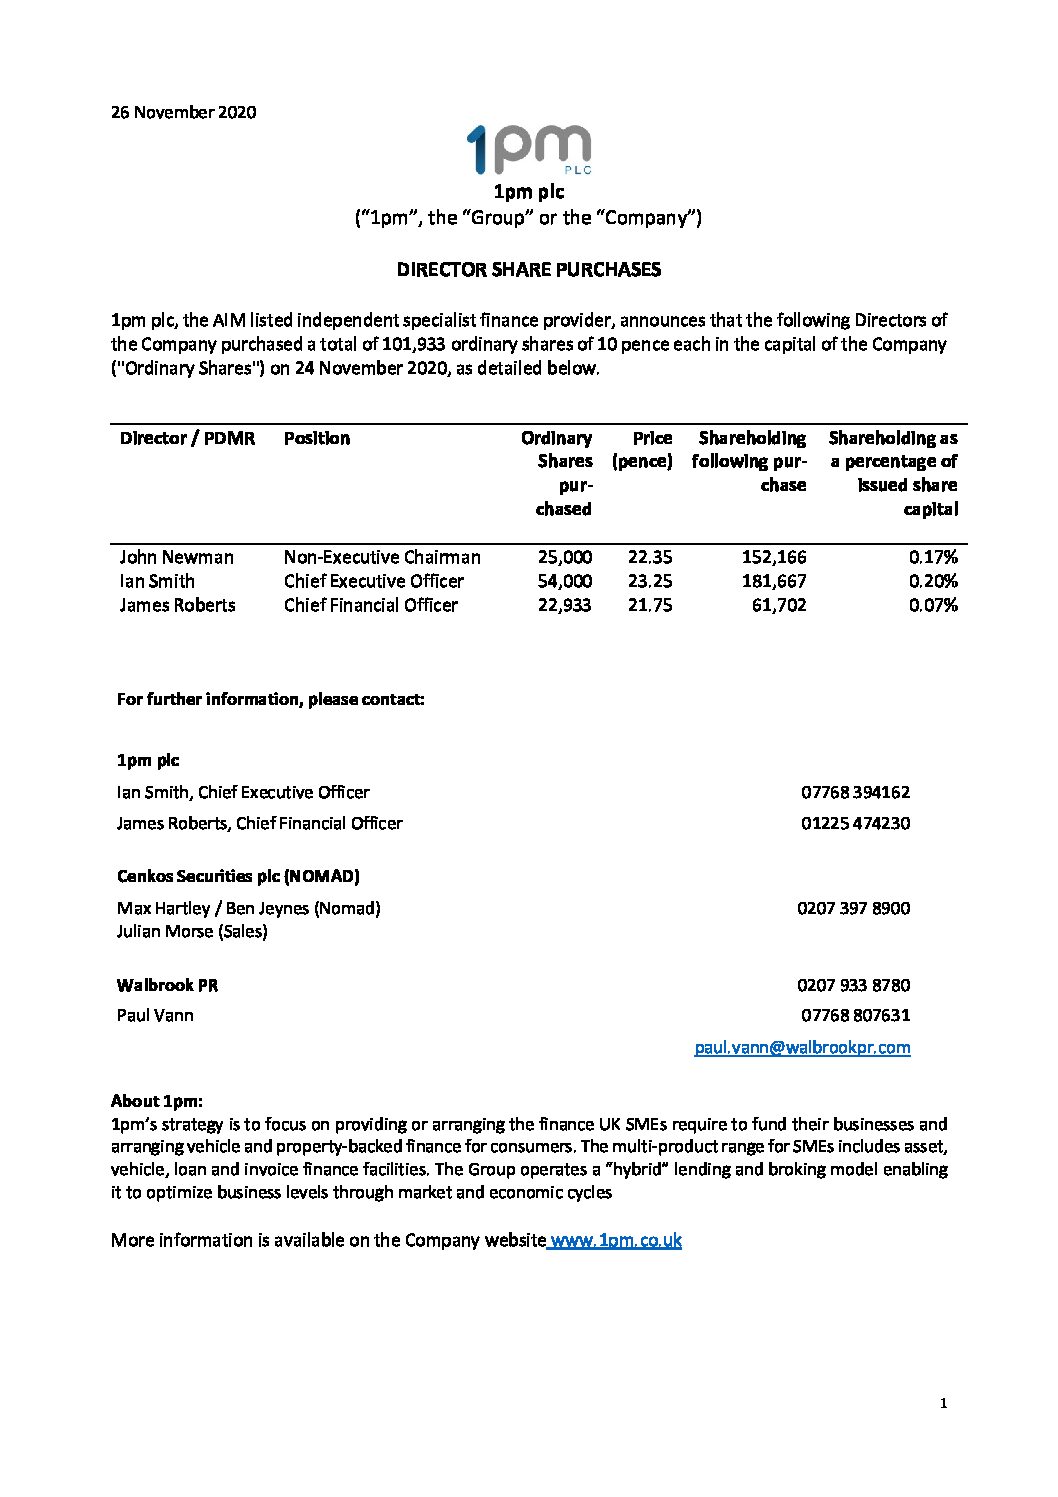 26 November 2020
1pm
PLC
1pm plc
(“1pm”, the “Group” or the “Company”)
DIRECTOR SHARE PURCHASES
1pm plc, the AIM listed independent specialist finance provider, announces that the following Directors of
the Company purchased a total of 101,933 ordinary shares of 10 pence each in the capital of the Company
("Ordinary Shares") on 24 November 2020, as detailed below.
Director / PDMR Position Ordinary Price Shareholding Shareholding as
Shares (pence) following pur- a percentage of
pur- chase issued share
chased capital
John Newman Non-Executive Chairman 25,000 22.35 152,166 0.17%
Ian Smith Chief Executive Officer 54,000 23.25 181,667 0.20%
James Roberts Chief Financial Officer 22,933 21.75 61,702 0.07%
For further information, please contact:
1pm plc
Ian Smith, Chief Executive Officer 07768 394162
James Roberts, Chief Financial Officer 01225 474230
Cenkos Securities plc (NOMAD)
Max Hartley / Ben Jeynes (Nomad) 0207 397 8900
Julian Morse (Sales)
Walbrook PR 0207 933 8780
Paul Vann 07768 807631
paul.vann@walbrookpr.com
About 1pm:
1pm’s strategy is to focus on providing or arranging the finance UK SMEs require to fund their businesses and
arranging vehicle and property-backed finance for consumers. The multi-product range for SMEs includes asset,
vehicle, loan and invoice finance facilities. The Group operates a “hybrid” lending and broking model enabling
it to optimize business levels through market and economic cycles
More information is available on the Company website www.1pm.co.uk
1